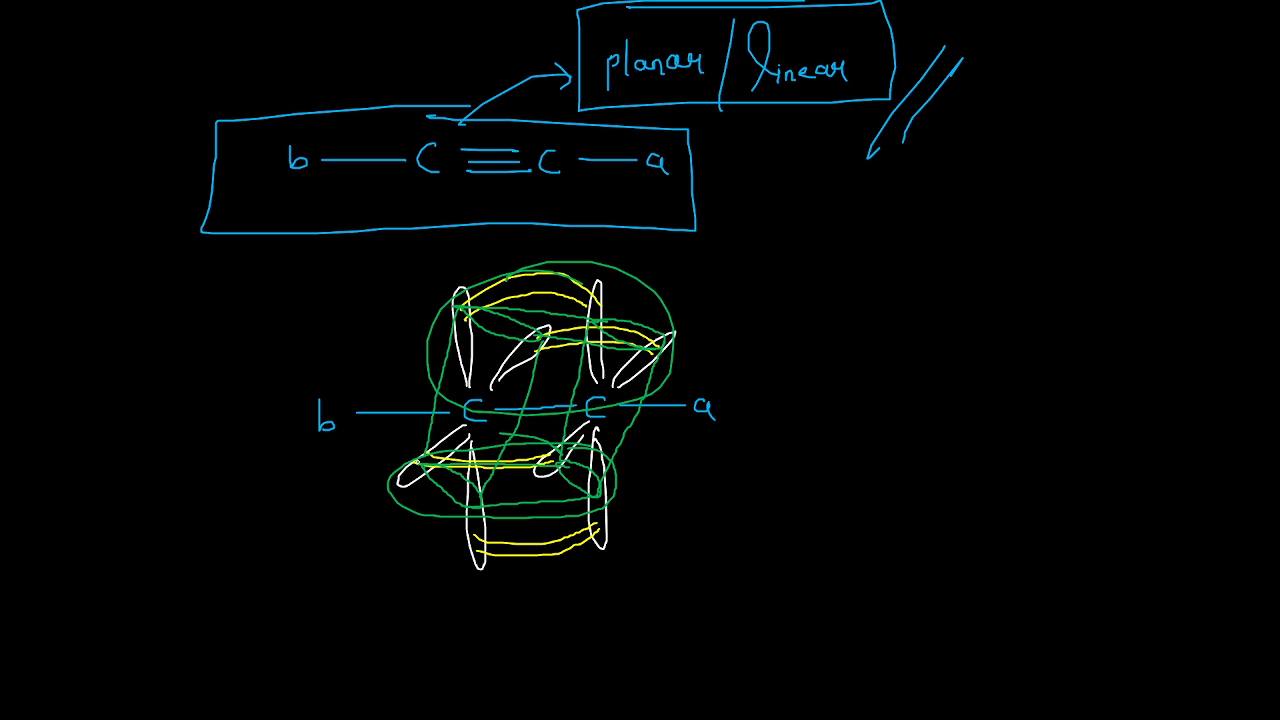 planar / linear
b — C ≡ C — a
b — C — C — a